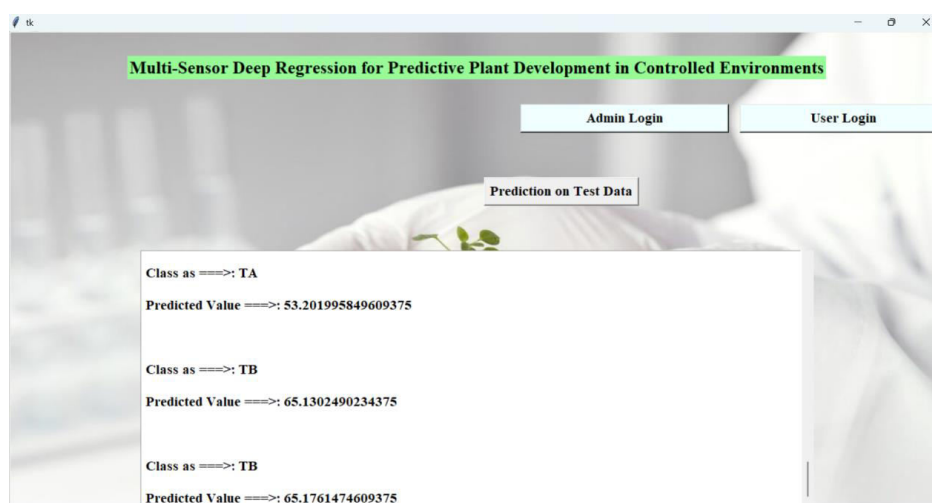 tk
Multi-Sensor Deep Regression for Predictive Plant Development in Controlled Environments
Admin Login
User Login
Prediction on Test Data
Class as ===>: TA
Predicted Value ===>: 53.201995849609375
Class as ===>: TB
Predicted Value ===>: 65.1302490234375
Class as ===>: TB
Predicted Value ===>: 65.1761474609375